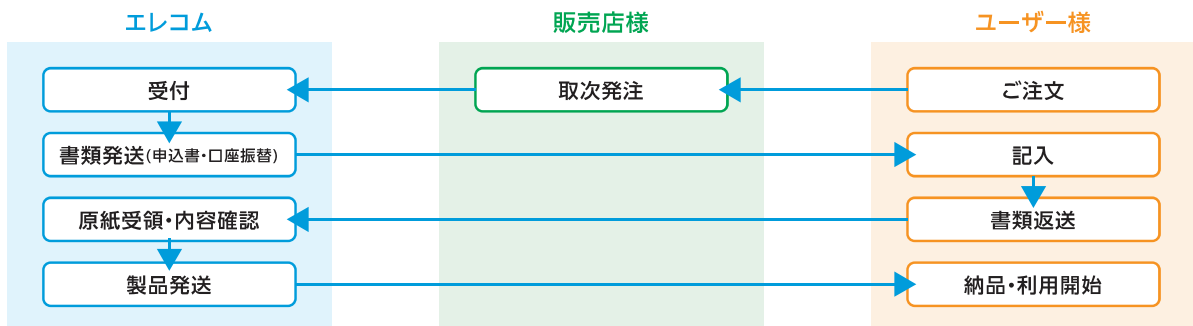 エレコム
販売店様
ユーザー様
受付
取次発注
ご注文
書類発送(申込書・口座振替)
記入
原紙受領・内容確認
書類返送
製品発送
納品・利用開始